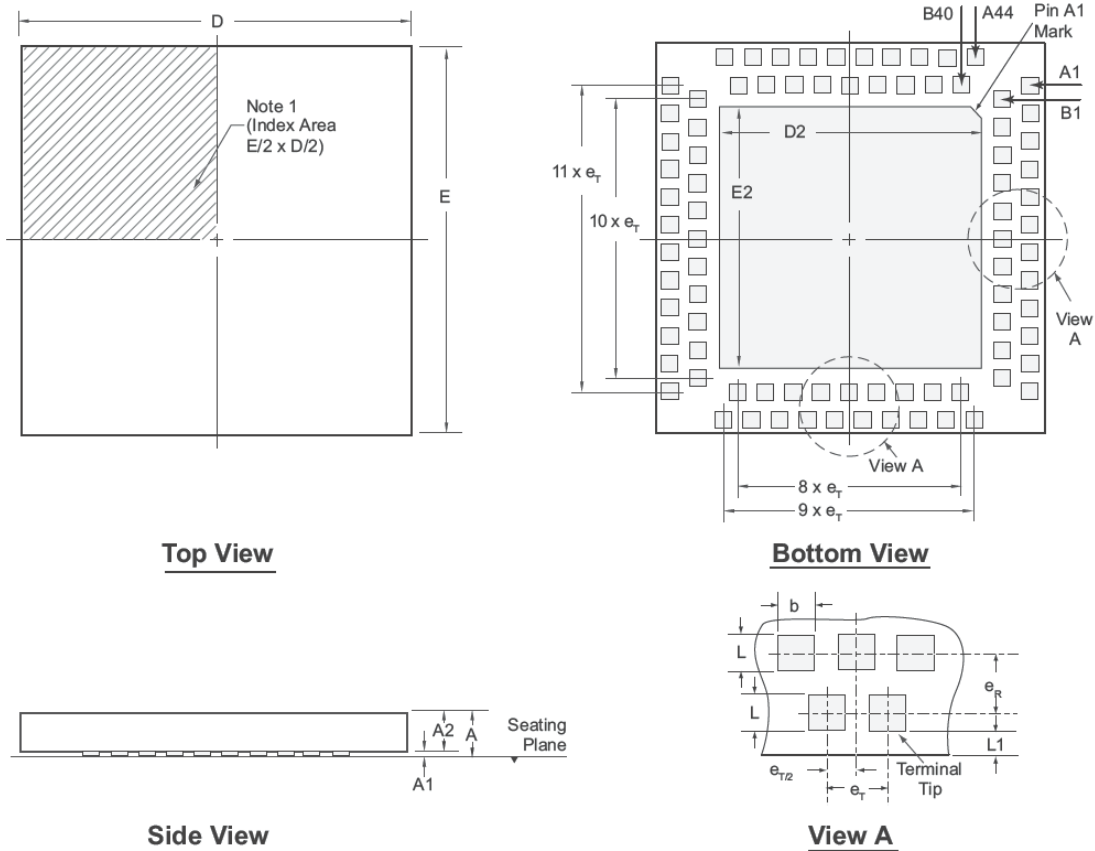 D
Note 1
(Index Area
E/2 x D/2)
E
Top View
B40
A44
Pin A1
Mark
A1
B1
D2
E2
11 x eT
10 x eT
View
A
View A
8 x eT
9 x eT
Bottom View
A2
A
Seating
Plane
A1
Side View
b
L
eR
L
L1
eT/2
eT
Terminal
Tip
View A